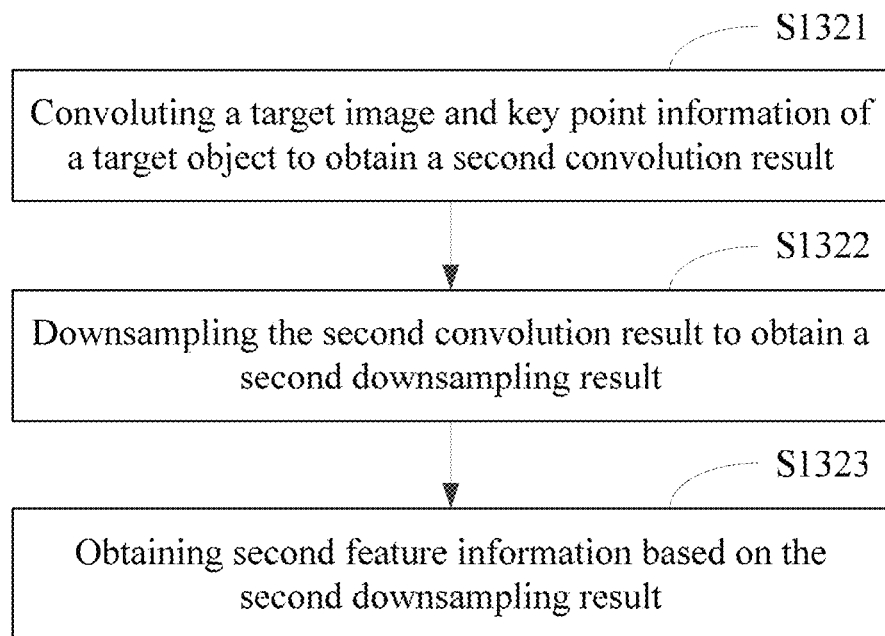 S1321
Convoluting a target image and key point information of
a target object to obtain a second convolution result
S1322
Downsampling the second convolution result to obtain a
second downsampling result
S1323
Obtaining second feature information based on the
second downsampling result